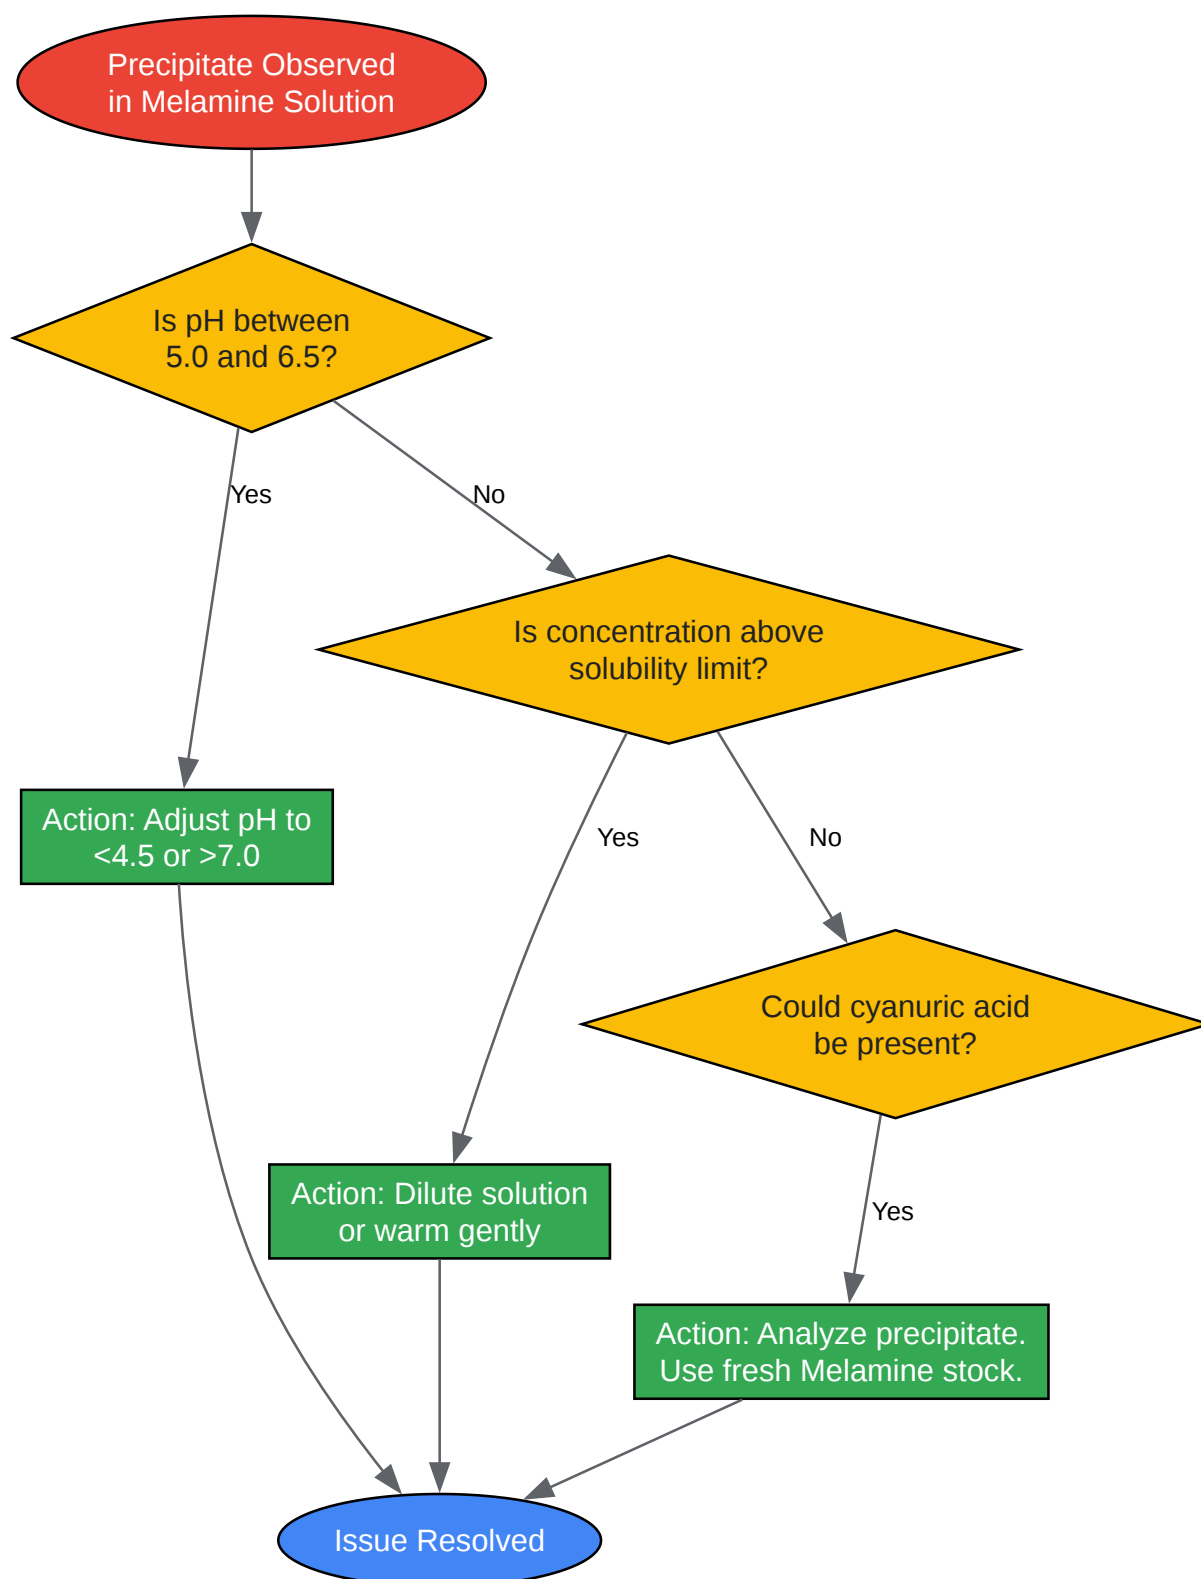 Precipitate Observed
in Melamine Solution
Is pH between
5.0 and 6.5?
Yes
No
Is concentration above
solubility limit?
Action: Adjust pH to
<4.5 or >7.0
Yes
No
Could cyanuric acid
be present?
Action: Dilute solution
or warm gently
Yes
Action: Analyze precipitate.
Use fresh Melamine stock.
Issue Resolved